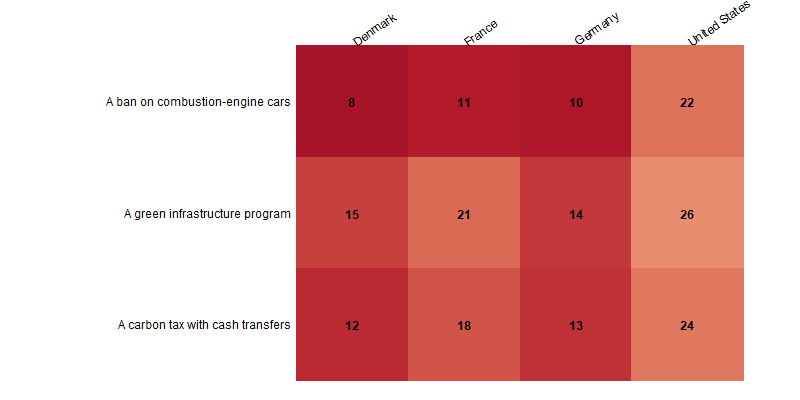 Denmark France Germany United States
A ban on combustion-engine cars 8 11 10 22
A green infrastructure program 15 21 14 26
A carbon tax with cash transfers 12 18 13 24